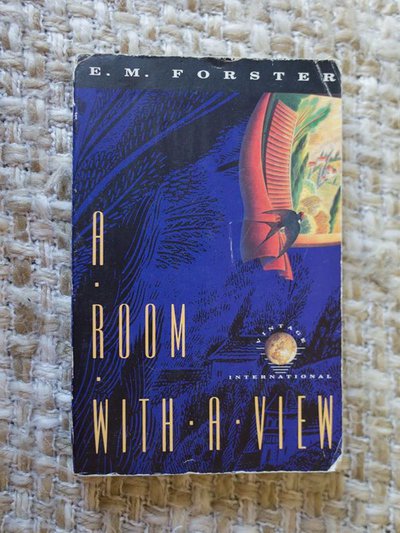 E. M. FORSTER
VINTAGE
INTERNATIONAL
A
·
ROOM
·
WITH · A · VIEW